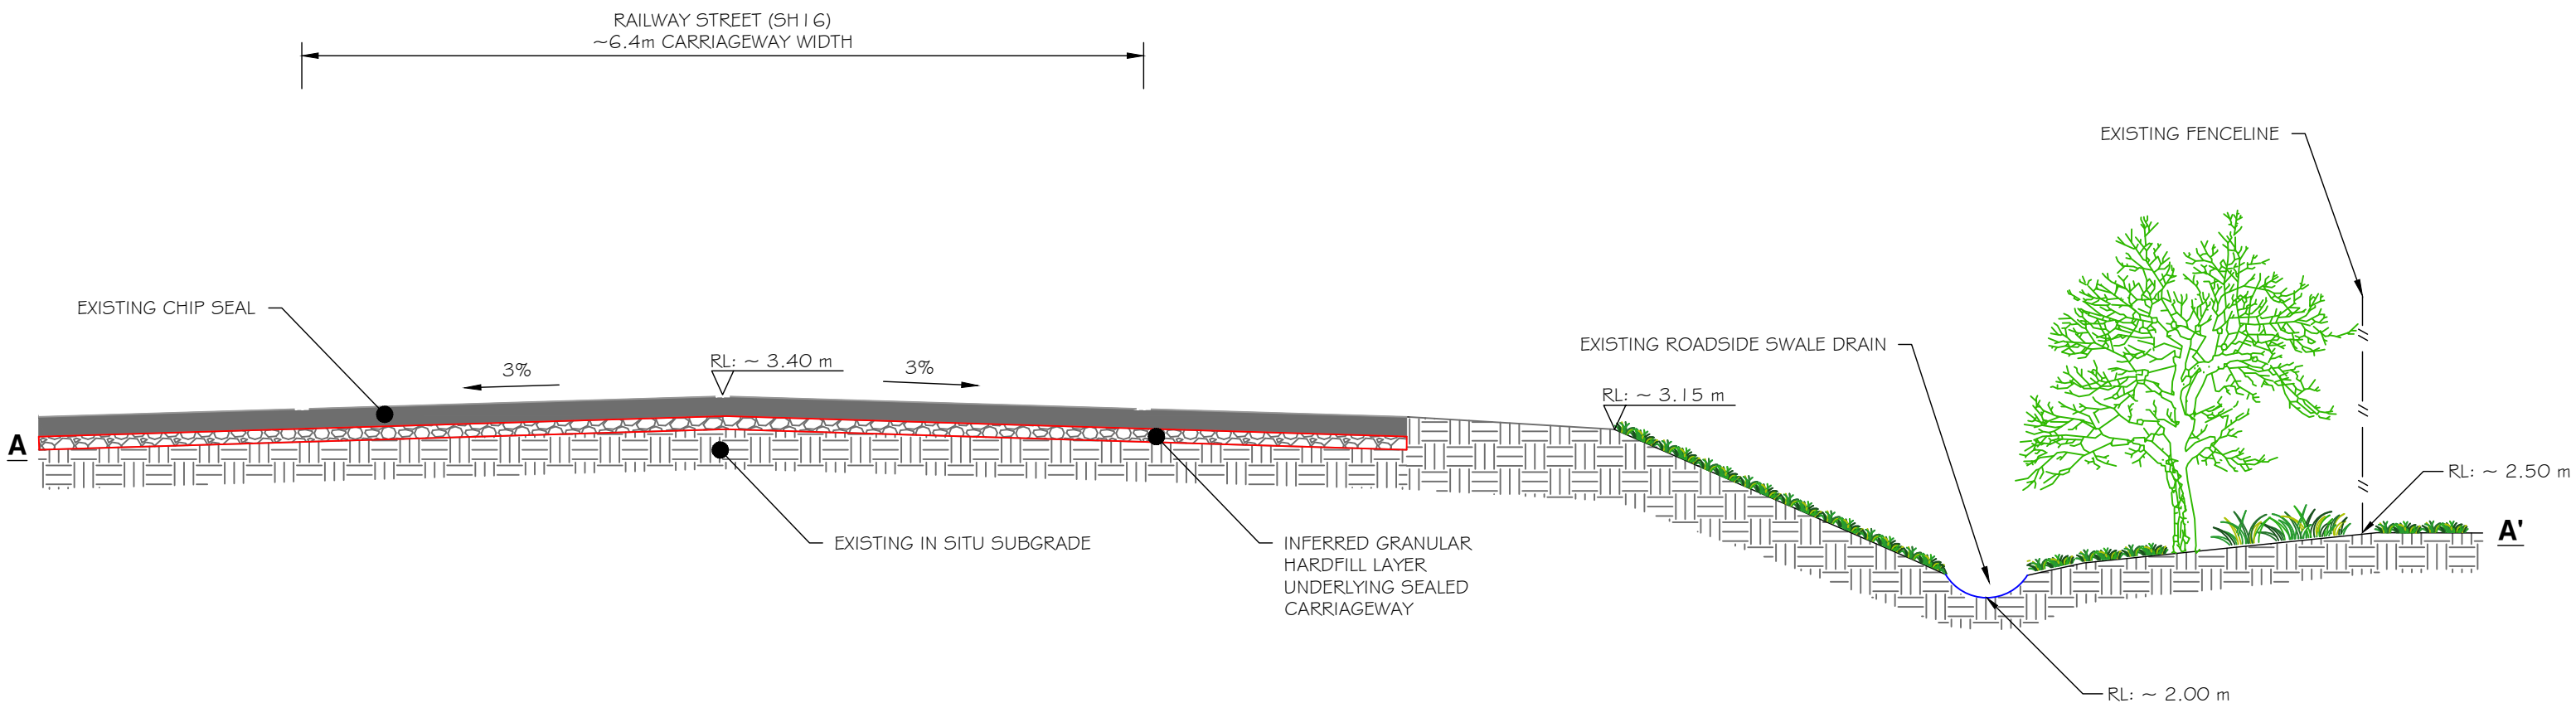 RAILWAY STREET (SH16)
~6.4m CARRIAGEWAY WIDTH
EXISTING FENCELINE
EXISTING CHIP SEAL
3%
RL: ~ 3.40 m
3%
EXISTING ROADSIDE SWALE DRAIN
RL: ~ 3.15 m
A
RL: ~ 2.50 m
A'
EXISTING IN SITU SUBGRADE
INFERRED GRANULAR
HARDFILL LAYER
UNDERLYING SEALED
CARRIAGEWAY
RL: ~ 2.00 m